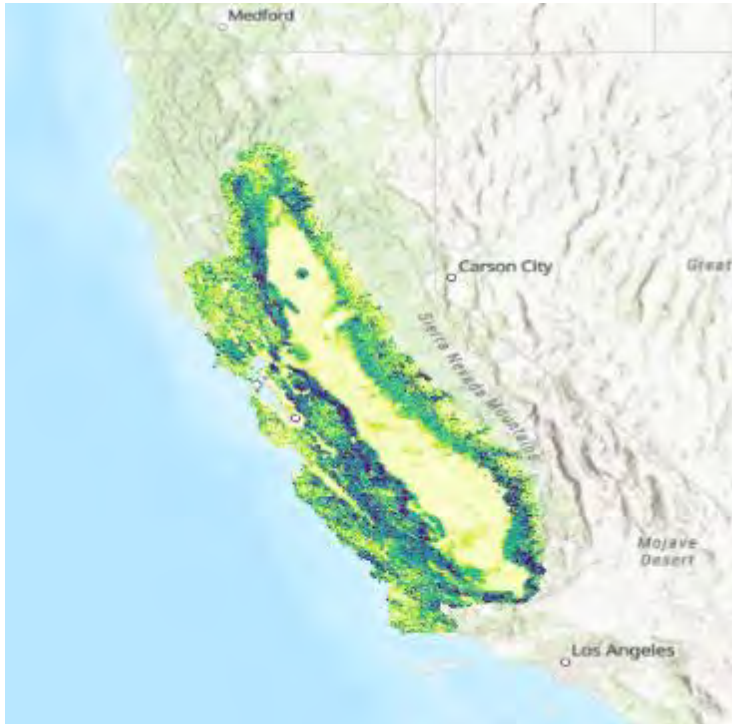 Medford
Carson City
Great
Sierra Nevada Mountains
Mojave
Desert
Los Angeles